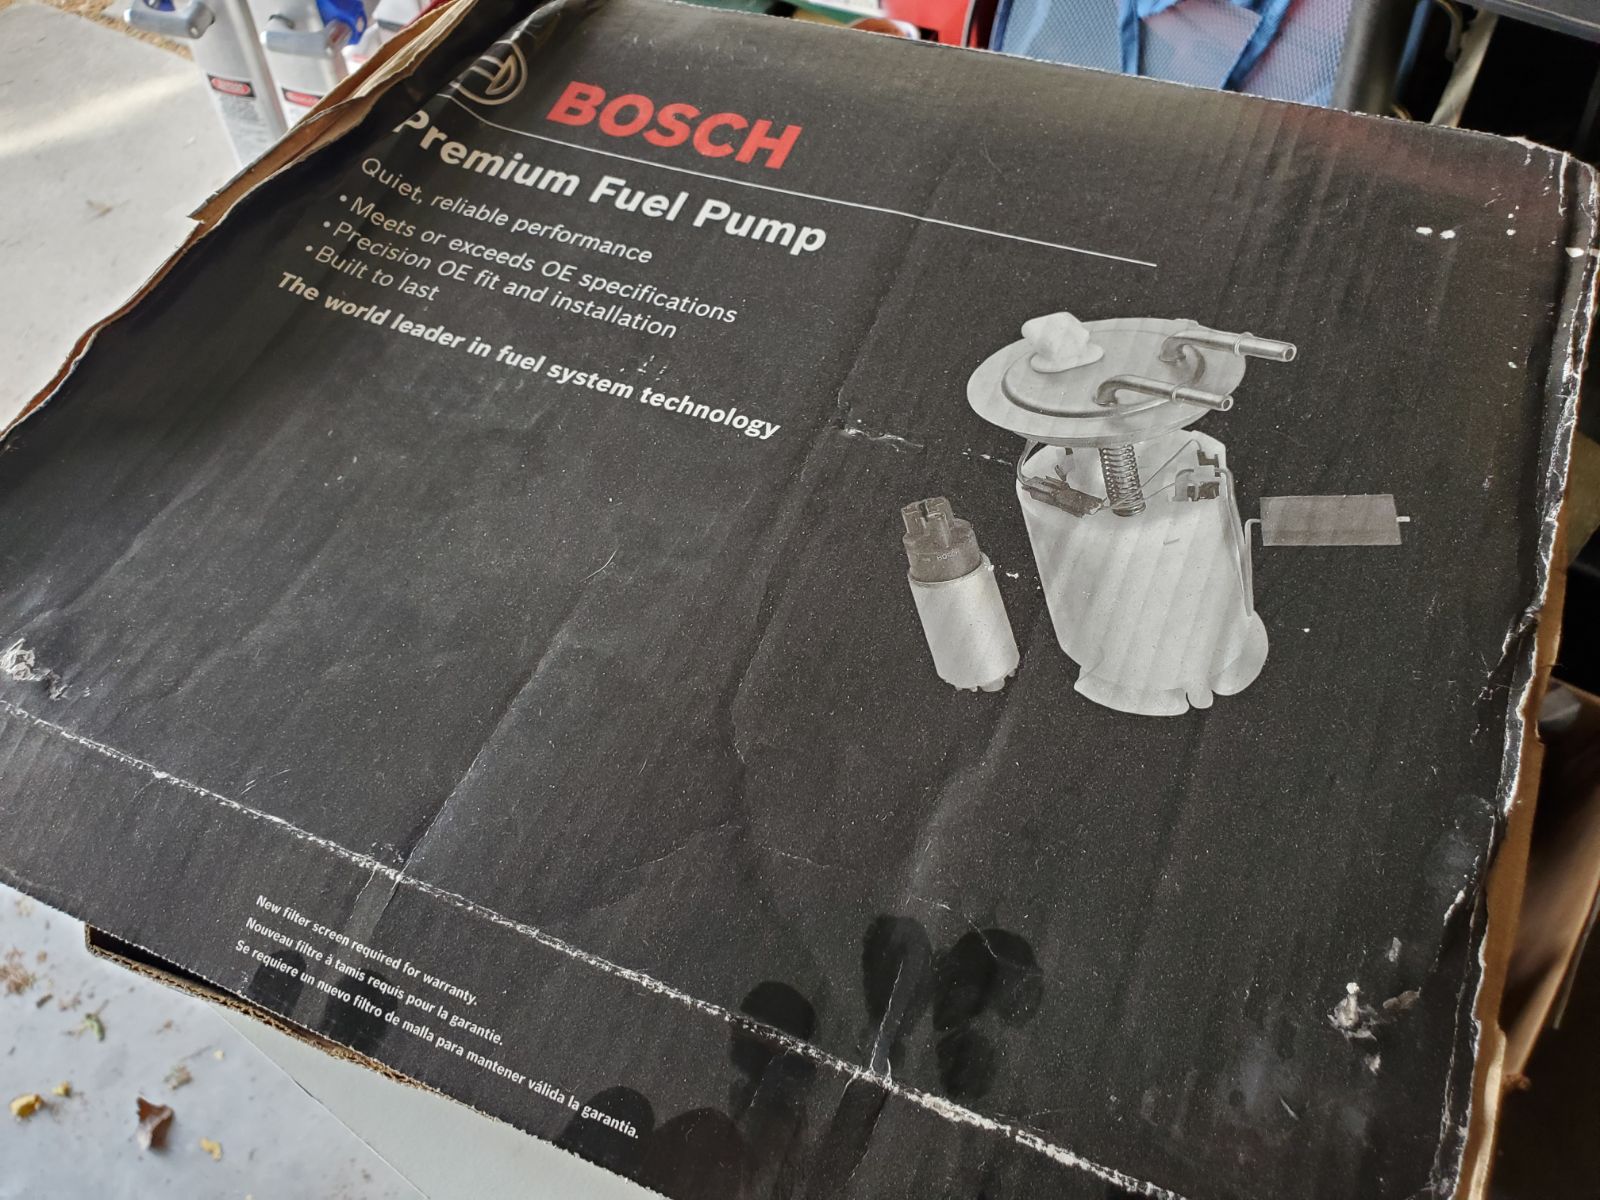 BOSCH
Premium Fuel Pump
Quiet, reliable performance
• Meets or exceeds OE specifications
• Precision OE fit and installation
• Built to last
The world leader in fuel system technology
BOSCH
New filter screen required for warranty.
Nouveau filtre à tamis requis pour la garantie.
Se requiere un nuevo filtro de malla para mantener válida la garantía.